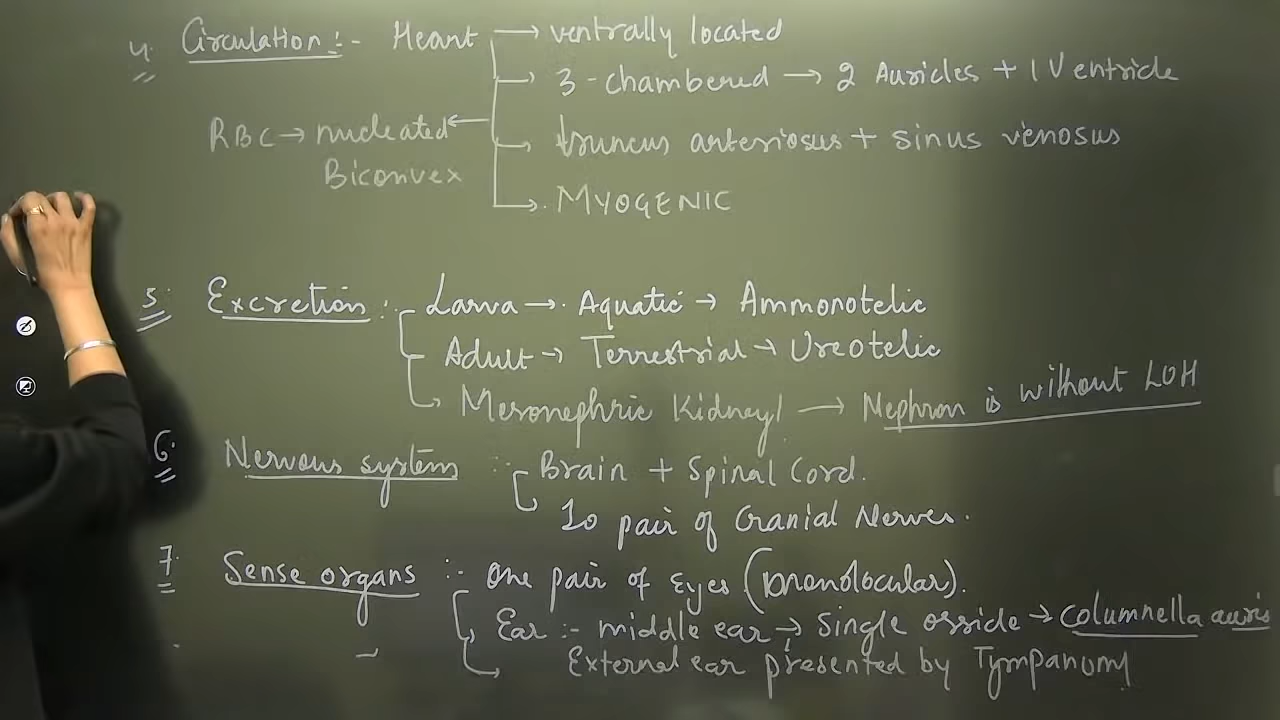 4. Circulation :- Heart → ventrally located
→ 3-chambered → 2 Auricles + 1 Ventricle
RBC → nucleated ← → truncus arteriosus + sinus venosus
Biconvex
→ MYOGENIC
5. Excretion :- Larva → Aquatic → Ammonotelic
Adult → Terrestrial → Ureotelic
Mesonephric Kidney → Nephron is without LOH
6. Nervous system :- Brain + Spinal Cord.
10 pair of Cranial Nerves.
7. Sense organs :- One pair of Eyes (Monolocular).
Ear :- middle ear → Single ossicle → Columnella auris
External ear presented by Tympanum